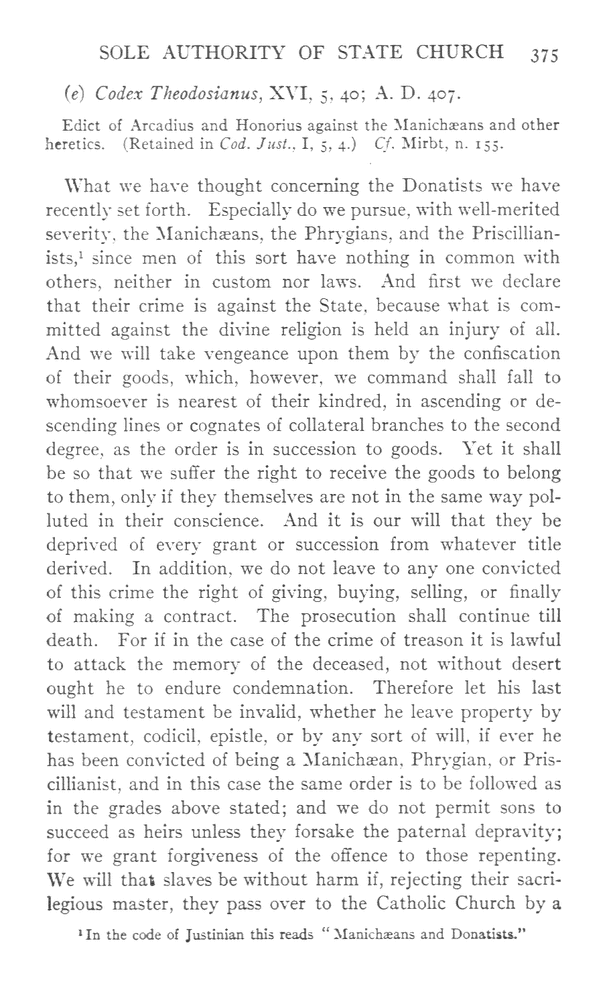 SOLE AUTHORITY OF STATE CHURCH 375
(e) Codex Theodosianus, XVI, 5, 40; A. D. 407.
Edict of Arcadius and Honorius against the Manichæans and other
heretics. (Retained in Cod. Just., I, 5, 4.) Cf. Mirbt, n. 155.
What we have thought concerning the Donatists we have
recently set forth. Especially do we pursue, with well-merited
severity, the Manichæans, the Phrygians, and the Priscillian-
ists,¹ since men of this sort have nothing in common with
others, neither in custom nor laws. And first we declare
that their crime is against the State, because what is com-
mitted against the divine religion is held an injury of all.
And we will take vengeance upon them by the confiscation
of their goods, which, however, we command shall fall to
whomsoever is nearest of their kindred, in ascending or de-
scending lines or cognates of collateral branches to the second
degree, as the order is in succession to goods. Yet it shall
be so that we suffer the right to receive the goods to belong
to them, only if they themselves are not in the same way pol-
luted in their conscience. And it is our will that they be
deprived of every grant or succession from whatever title
derived. In addition, we do not leave to any one convicted
of this crime the right of giving, buying, selling, or finally
of making a contract. The prosecution shall continue till
death. For if in the case of the crime of treason it is lawful
to attack the memory of the deceased, not without desert
ought he to endure condemnation. Therefore let his last
will and testament be invalid, whether he leave property by
testament, codicil, epistle, or by any sort of will, if ever he
has been convicted of being a Manichæan, Phrygian, or Pris-
cillianist, and in this case the same order is to be followed as
in the grades above stated; and we do not permit sons to
succeed as heirs unless they forsake the paternal depravity;
for we grant forgiveness of the offence to those repenting.
We will that slaves be without harm if, rejecting their sacri-
legious master, they pass over to the Catholic Church by a
¹ In the code of Justinian this reads "Manichæans and Donatists."